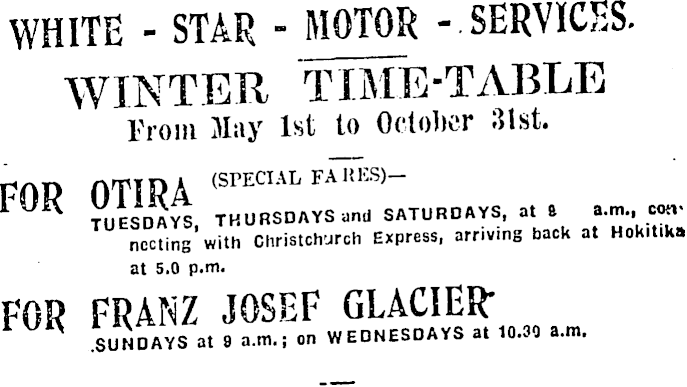 WHITE - STAR - MOTOR - SERVICES.
WINTER TIME-TABLE
From May 1st to October 31st.
FOR OTIRA (SPECIAL FARES)—
TUESDAYS, THURSDAYS and SATURDAYS, at a.m., con-
necting with Christchurch Express, arriving back at Hokitika
at 5.0 p.m.
FOR FRANZ JOSEF GLACIER
SUNDAYS at 9 a.m.; on WEDNESDAYS at 10.30 a.m.